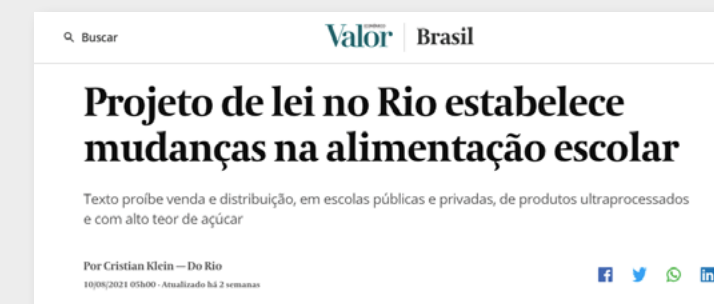 Buscar
Valor ECONÔMICO Brasil
Projeto de lei no Rio estabelece
mudanças na alimentação escolar
Texto proíbe venda e distribuição, em escolas públicas e privadas, de produtos ultraprocessados
e com alto teor de açúcar
Por Cristian Klein — Do Rio
10/08/2021 05h00 · Atualizado há 2 semanas
f in